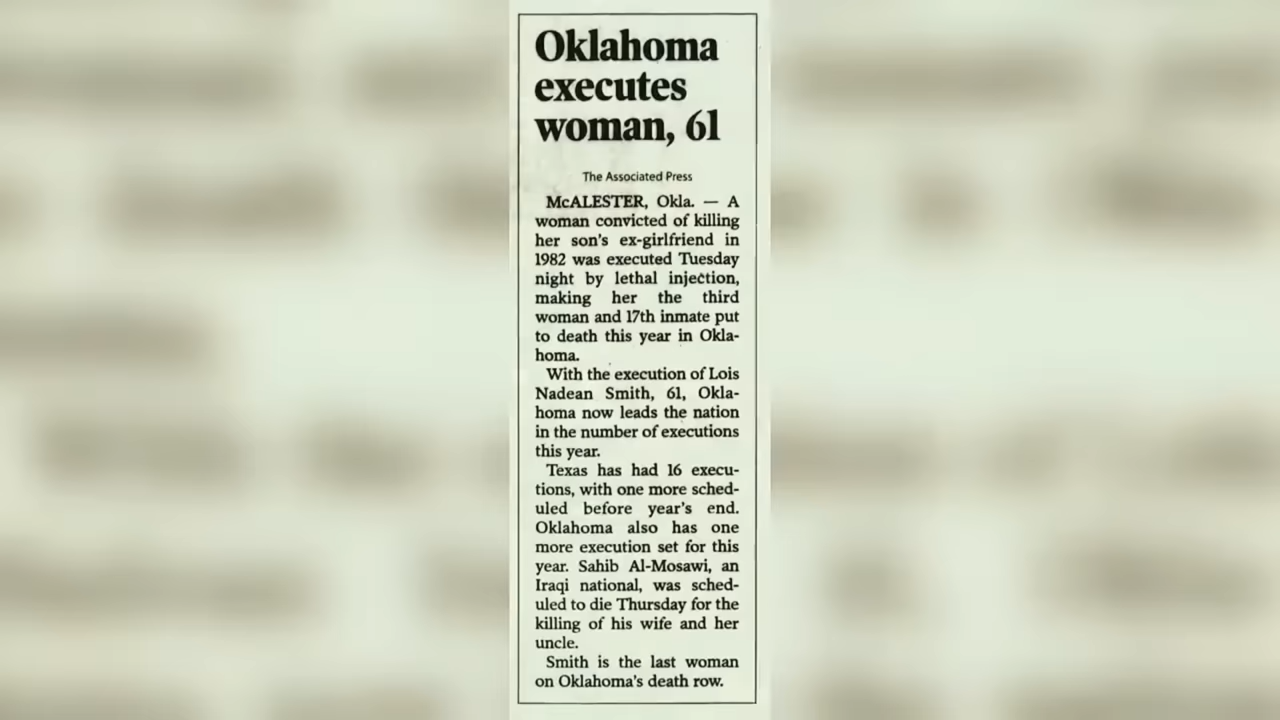 Oklahoma
executes
woman, 61
The Associated Press
McALESTER, Okla. — A
woman convicted of killing
her son's ex-girlfriend in
1982 was executed Tuesday
night by lethal injection,
making her the third
woman and 17th inmate put
to death this year in Okla-
homa.
With the execution of Lois
Nadean Smith, 61, Okla-
homa now leads the nation
in the number of executions
this year.
Texas has had 16 execu-
tions, with one more sched-
uled before year's end.
Oklahoma also has one
more execution set for this
year. Sahib Al-Mosawi, an
Iraqi national, was sched-
uled to die Thursday for the
killing of his wife and her
uncle.
Smith is the last woman
on Oklahoma's death row.